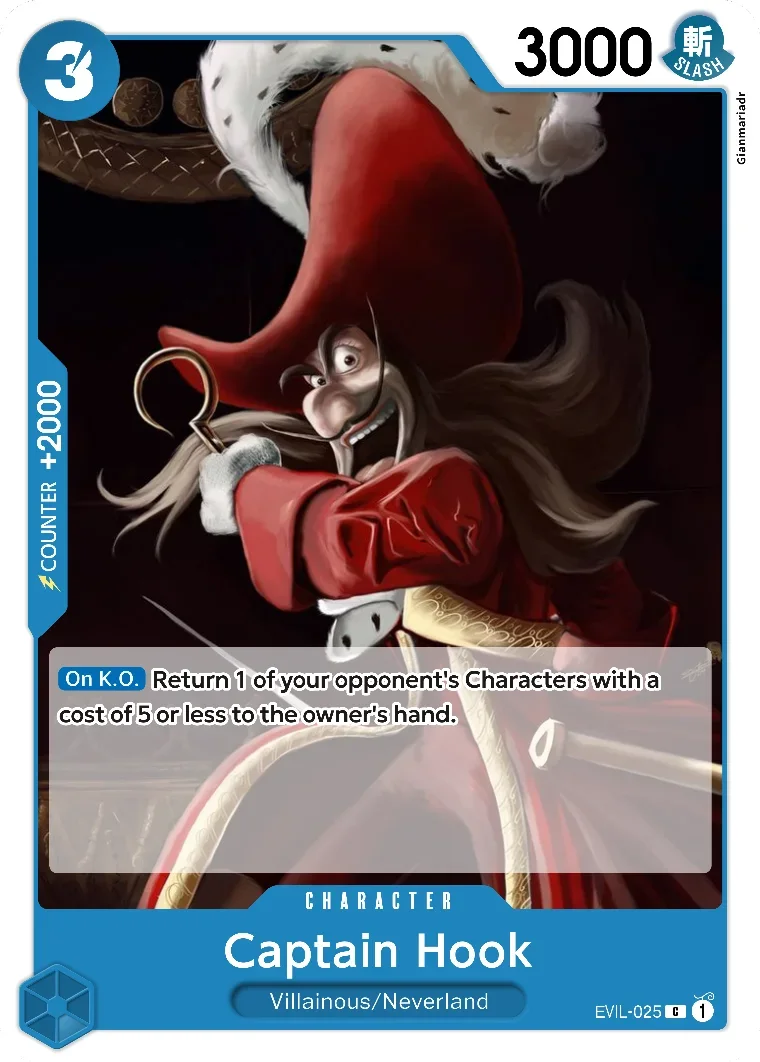 3
3000
斬
SLASH
Gianmariadr
COUNTER +2000
On K.O. Return 1 of your opponent's Characters with a
cost of 5 or less to the owner's hand.
CHARACTER
Captain Hook
Villainous/Neverland
EVIL-025 C 1